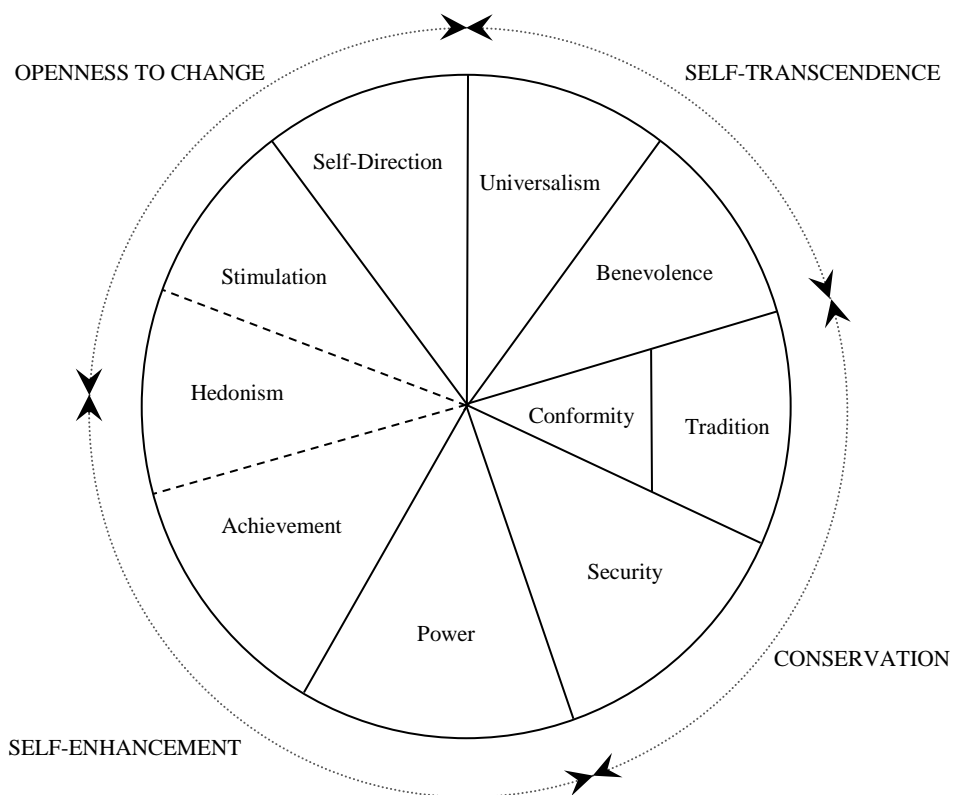 OPENNESS TO CHANGE
SELF-TRANSCENDENCE
Self-Direction
Universalism
Stimulation
Benevolence
Hedonism
Conformity
Tradition
Achievement
Security
Power
CONSERVATION
SELF-ENHANCEMENT